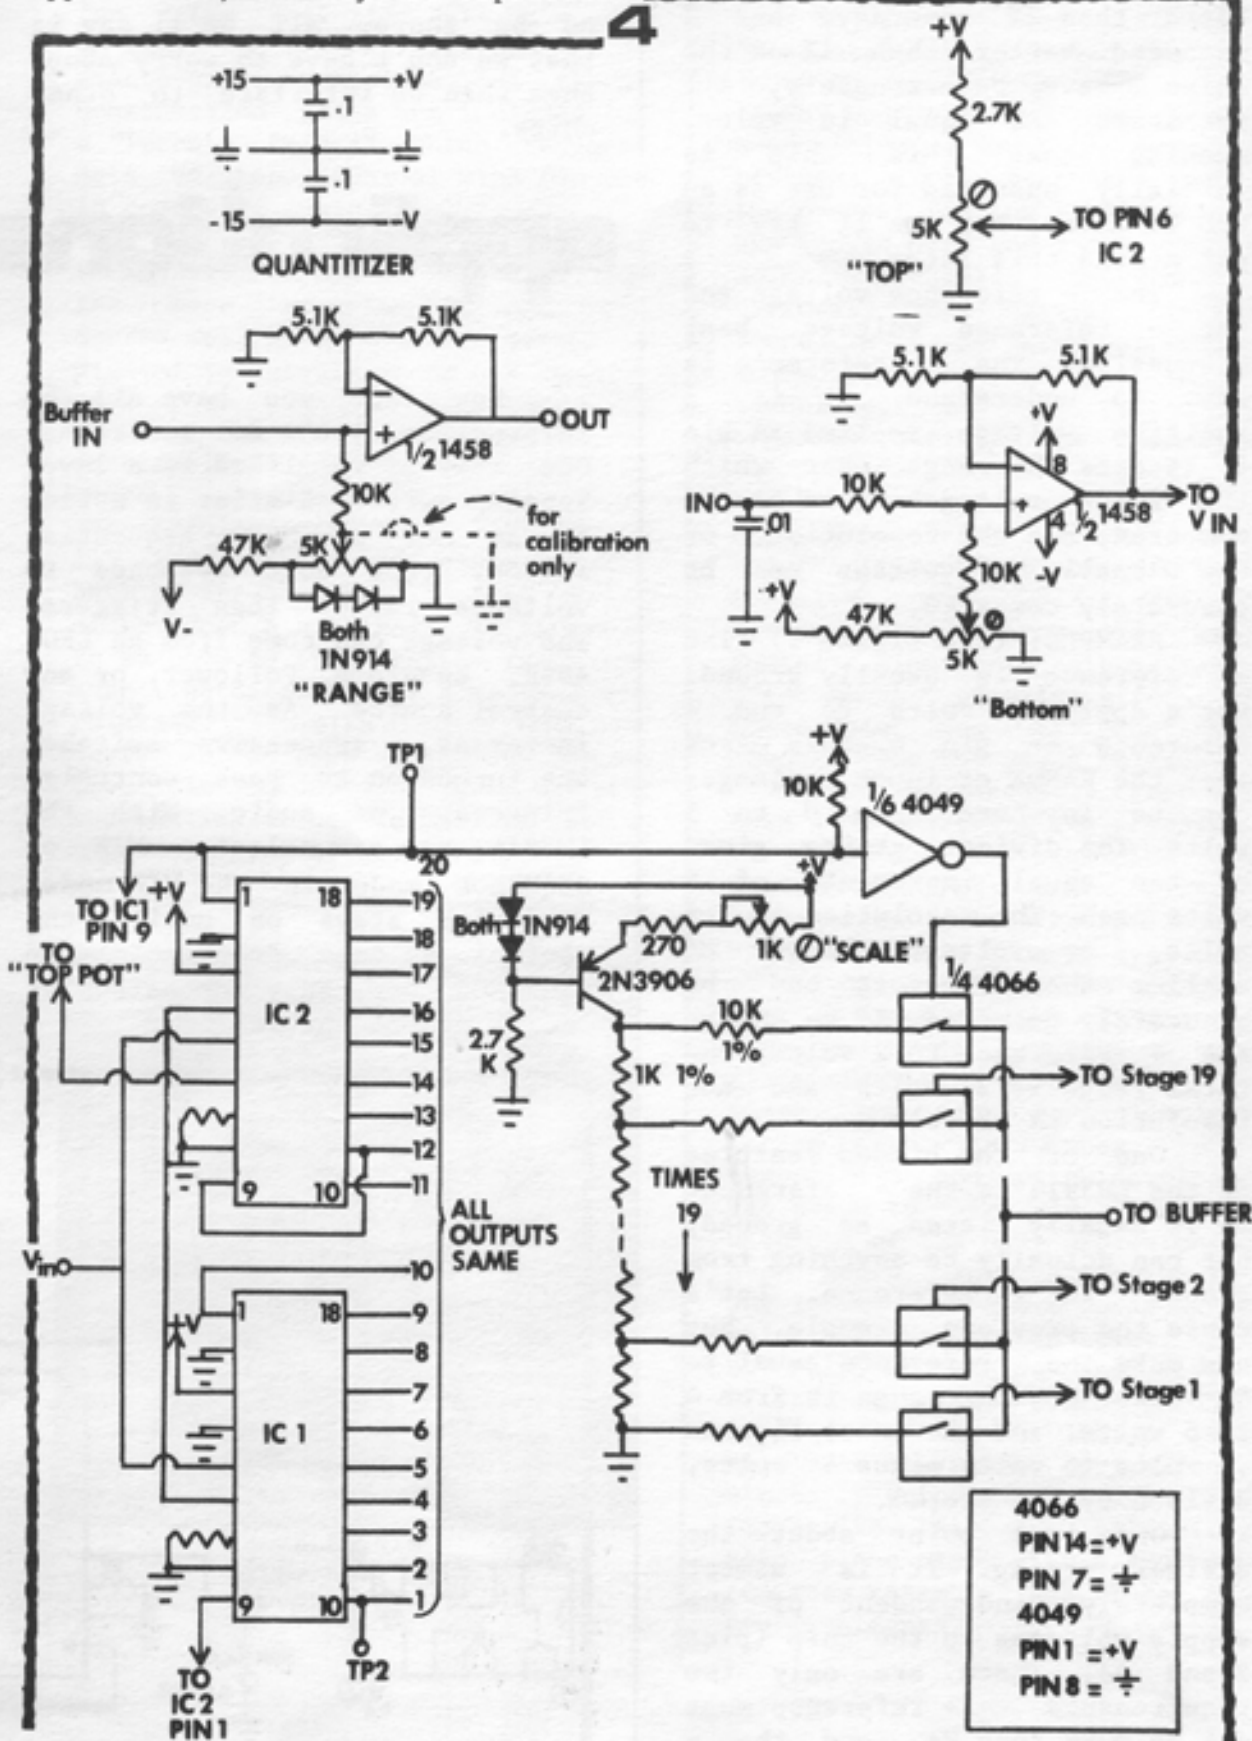 4
+15 +V
.1
.1
-15 --V
QUANTITIZER
+V
2.7K
5K
TO PIN 6
IC 2
"TOP"
5.1K 5.1K
Buffer
IN
-
+
OUT
1/2 1458
10K
for
calibration
only
47K 5K
V-
Both
1N914
"RANGE"
5.1K 5.1K
+V
8
IN 10K
.01
-
+
4 1/2 1458
-V
TO
V IN
10K
+V
47K
5K
"Bottom"
TP1
+V
10K
1/6 4049
20
TO IC1
PIN 9
+V
TO
"TOP POT"
1 18
IC 2
9 10
19
18
17
16
15
14
13
12
11
ALL
OUTPUTS
SAME
Both 1N914
270
+V
1K "SCALE"
2N3906
2.7
K
10K
1%
1K 1%
1/4 4066
TO Stage 19
TIMES
19
TO BUFFER
TO Stage 2
TO Stage 1
Vin
10
+V
1 18
IC 1
9 10
9
8
7
6
5
4
3
2
1
TO
IC 2
PIN 1
TP2
4066
PIN 14 = +V
PIN 7 =
4049
PIN 1 = +V
PIN 8 =